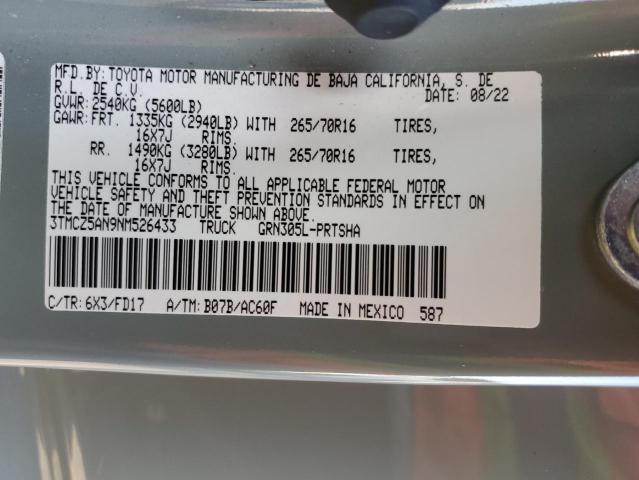 MFD.BY:TOYOTA MOTOR MANUFACTURING DE BAJA CALIFORNIA, S. DE
R.L. DE C.V. DATE: 08/22
GVWR:2540KG (5600LB)
GAWR:FRT. 1335KG (2940LB) WITH 265/70R16 TIRES,
16X7J RIMS.
RR. 1490KG (3280LB) WITH 265/70R16 TIRES,
16X7J RIMS.
THIS VEHICLE CONFORMS TO ALL APPLICABLE FEDERAL MOTOR
VEHICLE SAFETY AND THEFT PREVENTION STANDARDS IN EFFECT ON
THE DATE OF MANUFACTURE SHOWN ABOVE.
3TMCZ5AN9NM526433 TRUCK GRN305L-PRTSHA
C/TR:6X3/FD17 A/TM:B07B/AC60F MADE IN MEXICO 587